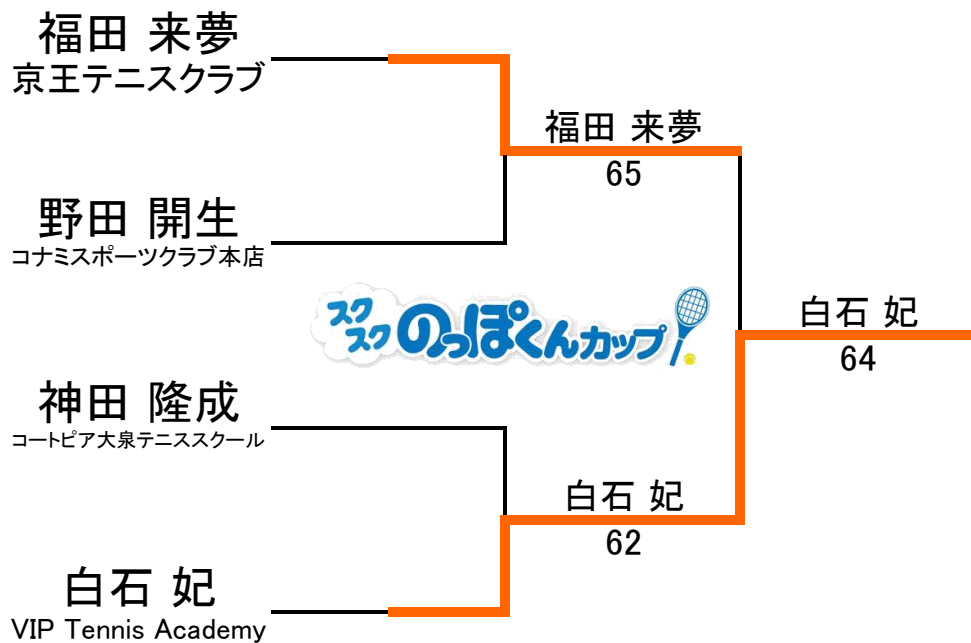 福田 来夢
京王テニスクラブ
福田 来夢
65
野田 開生
コナミスポーツクラブ本店
スク
スク
のっぽくんカップ
白石 妃
64
神田 隆成
コートピア大泉テニススクール
白石 妃
62
白石 妃
VIP Tennis Academy